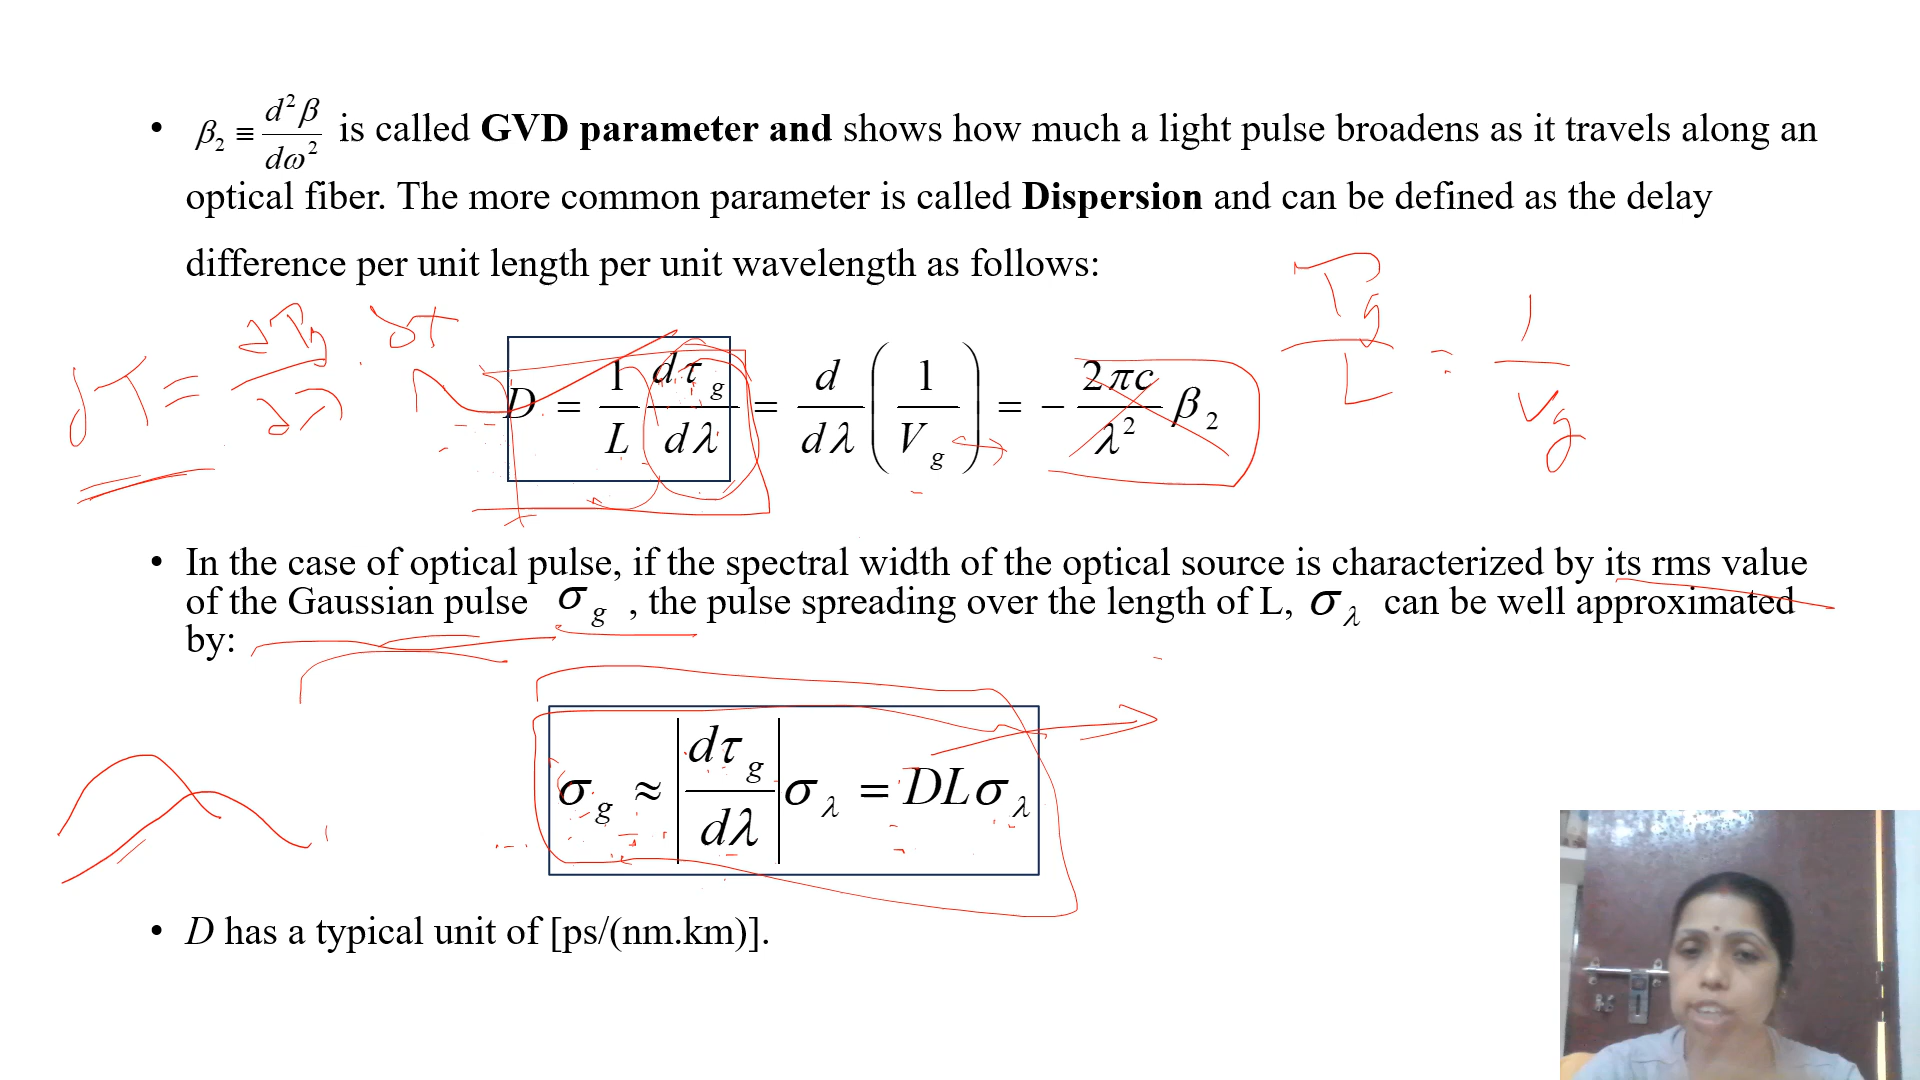 • β₂ ≡ d²β/dω² is called GVD parameter and shows how much a light pulse broadens as it travels along an
optical fiber. The more common parameter is called Dispersion and can be defined as the delay
difference per unit length per unit wavelength as follows:
D = (1/L) (dτ_g/dλ) = d/dλ (1/V_g) = −(2πc/λ²) β₂
T_g/L = 1/V_g
• In the case of optical pulse, if the spectral width of the optical source is characterized by its rms value
of the Gaussian pulse σ_g , the pulse spreading over the length of L, σ_λ can be well approximated
by:
σ_g ≈ |dτ_g/dλ| σ_λ = DLσ_λ
• D has a typical unit of [ps/(nm.km)].